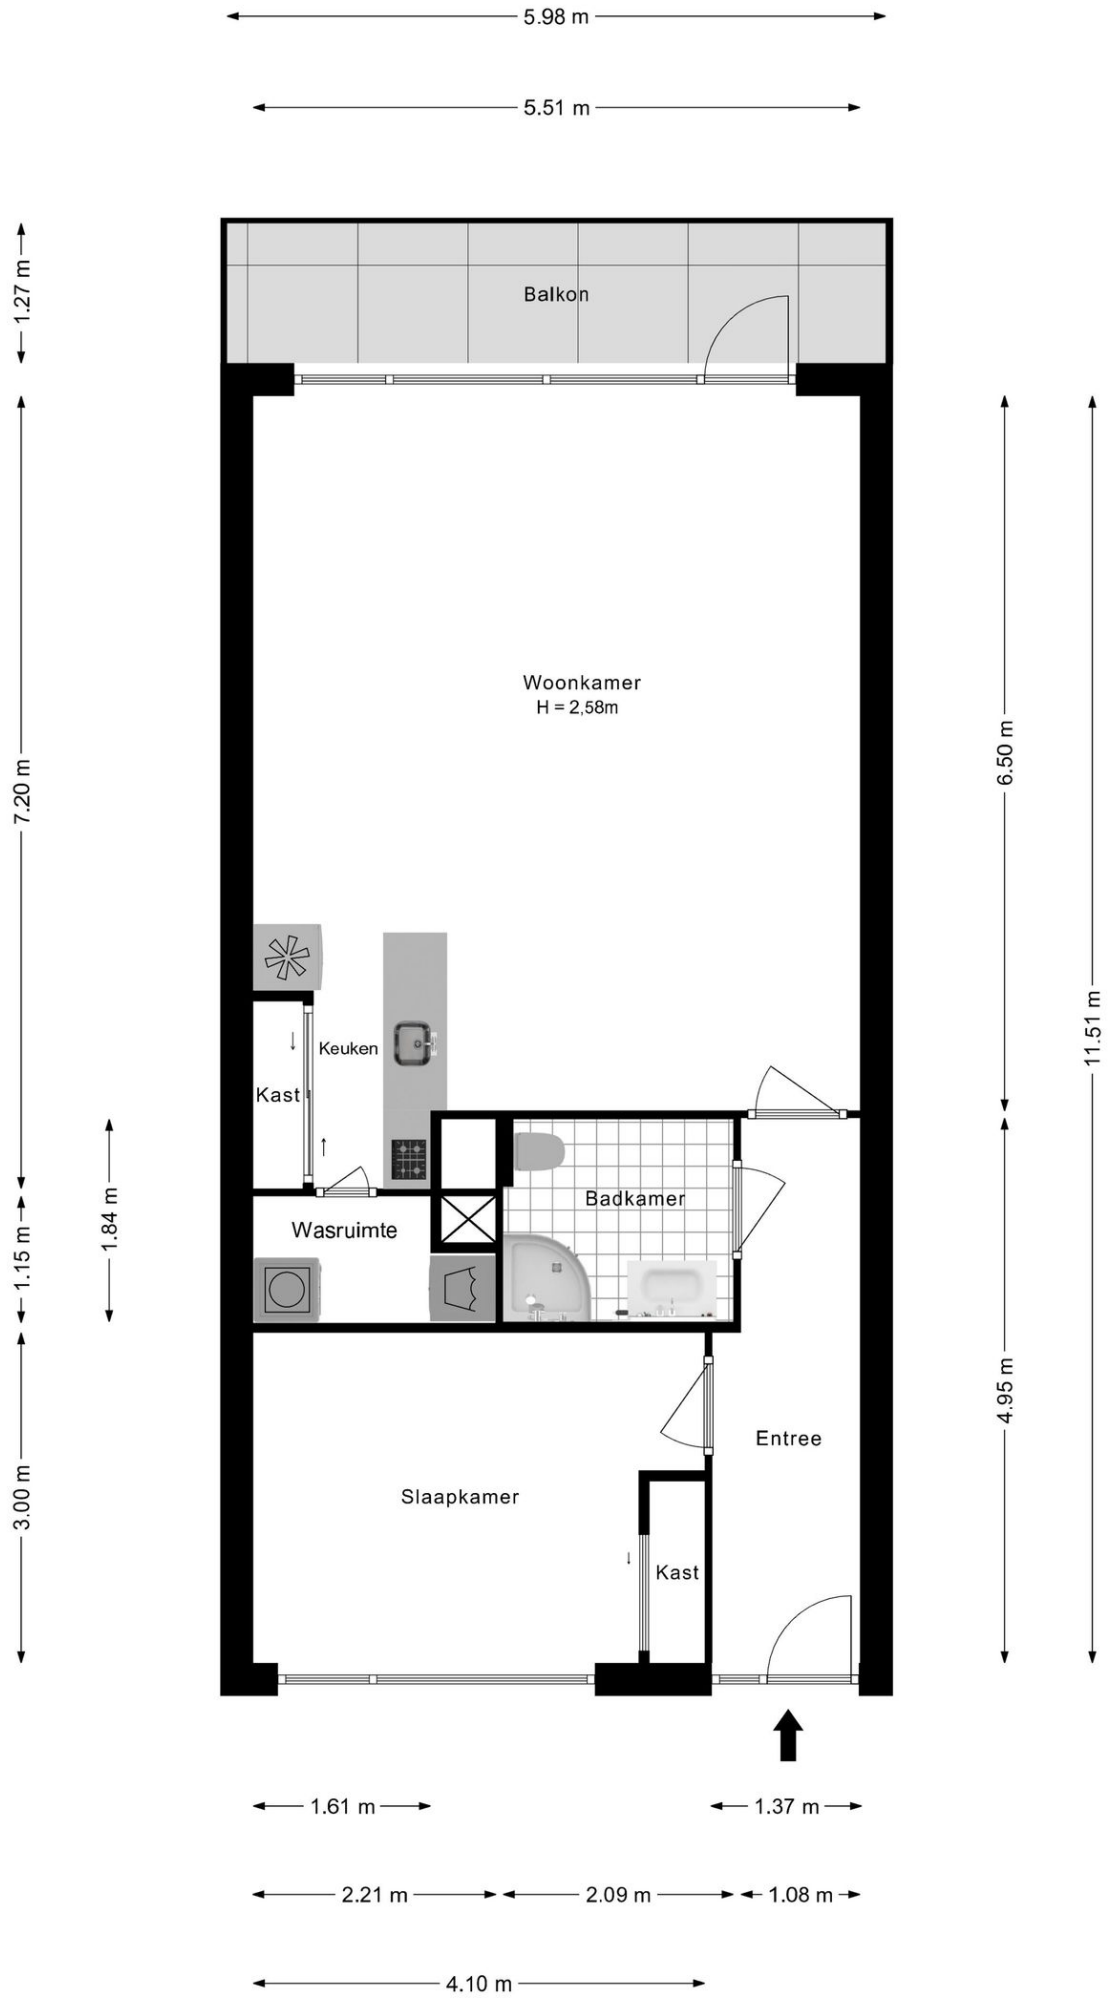 5.98 m
5.51 m
1.27 m
Balkon
Woonkamer
H = 2,58m
7.20 m
6.50 m
11.51 m
Keuken
Kast
Badkamer
Wasruimte
1.84 m
1.15 m
4.95 m
Entree
Slaapkamer
3.00 m
Kast
1.61 m
1.37 m
2.21 m
2.09 m
1.08 m
4.10 m